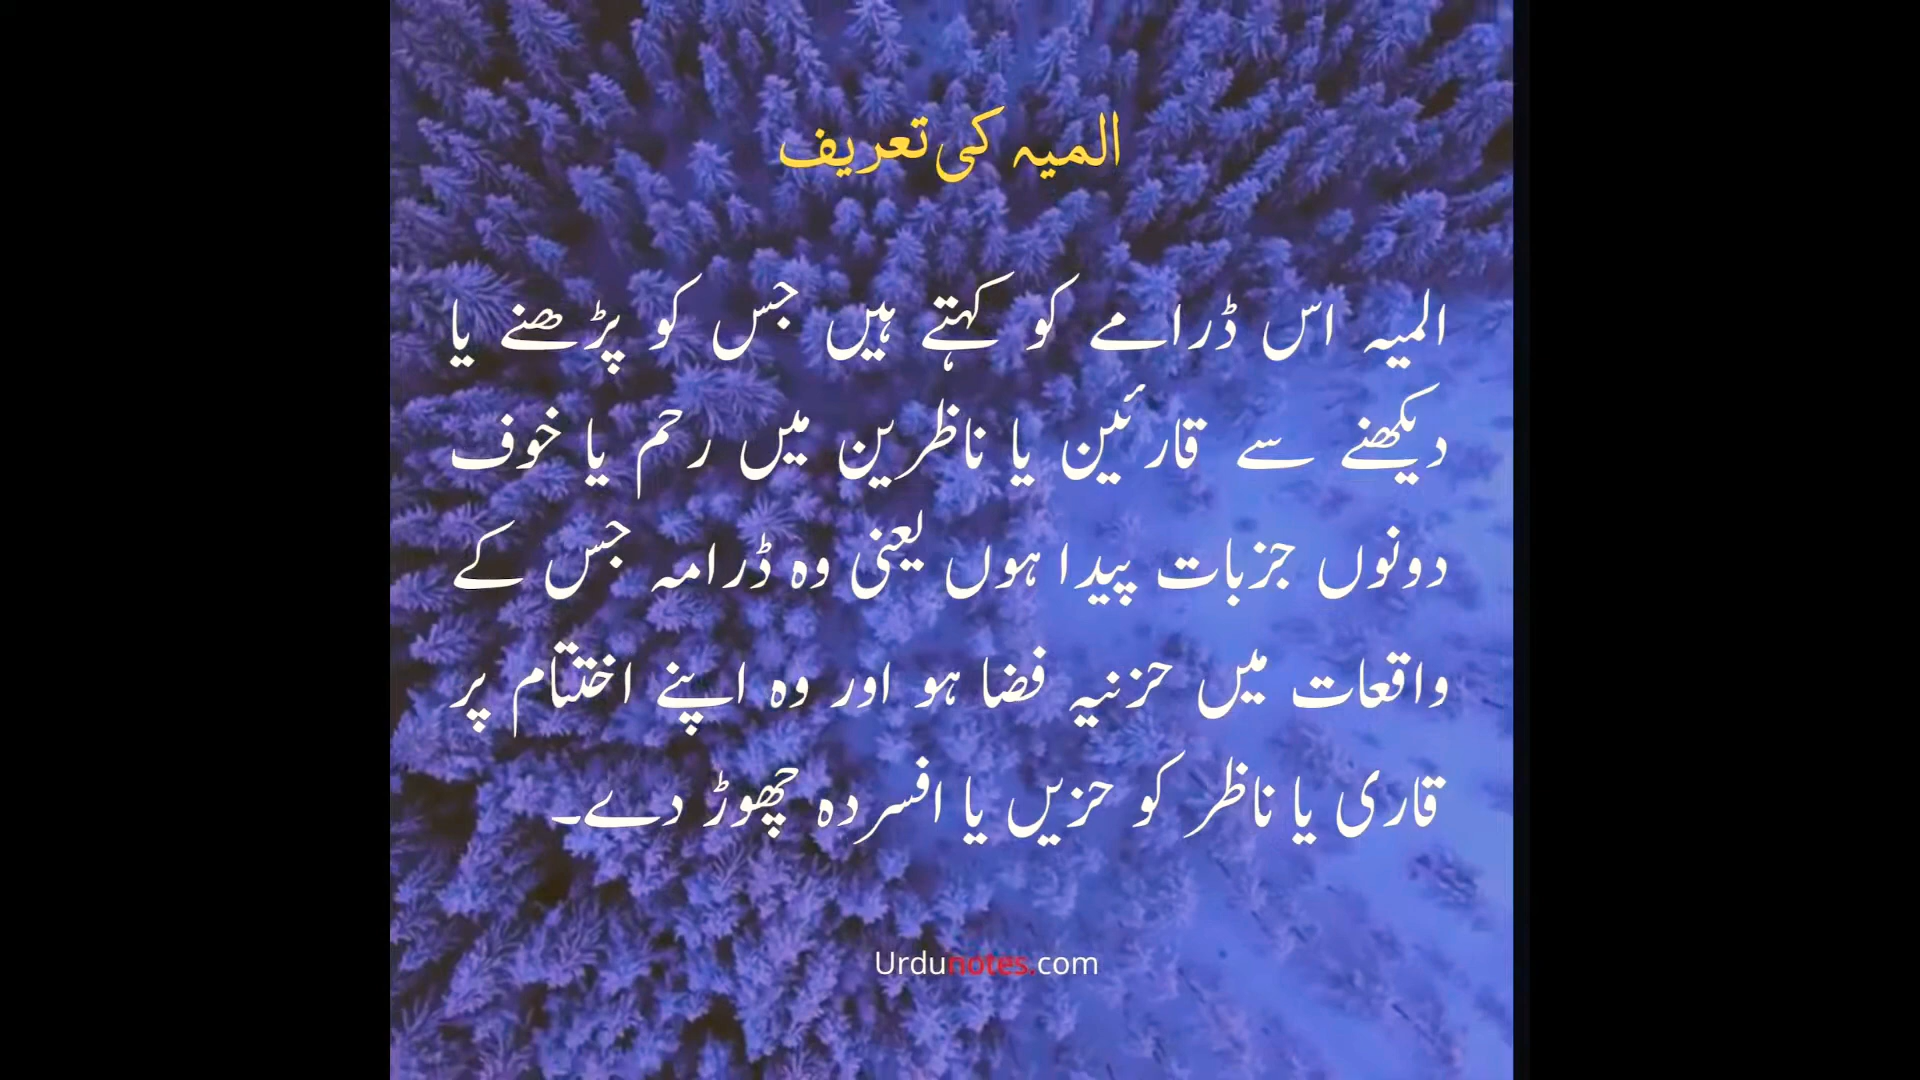 المیہ کی تعریف
المیہ اس ڈرامے کو کہتے ہیں جس کو پڑھنے یا
دیکھنے سے قارئین یا ناظرین میں رحم یا خوف
دونوں جزبات پیدا ہوں یعنی وہ ڈرامہ جس کے
واقعات میں حزنیہ فضا ہو اور وہ اپنے اختتام پر
قاری یا ناظر کو حزیں یا افسردہ چھوڑ دے۔
Urdunotes.com